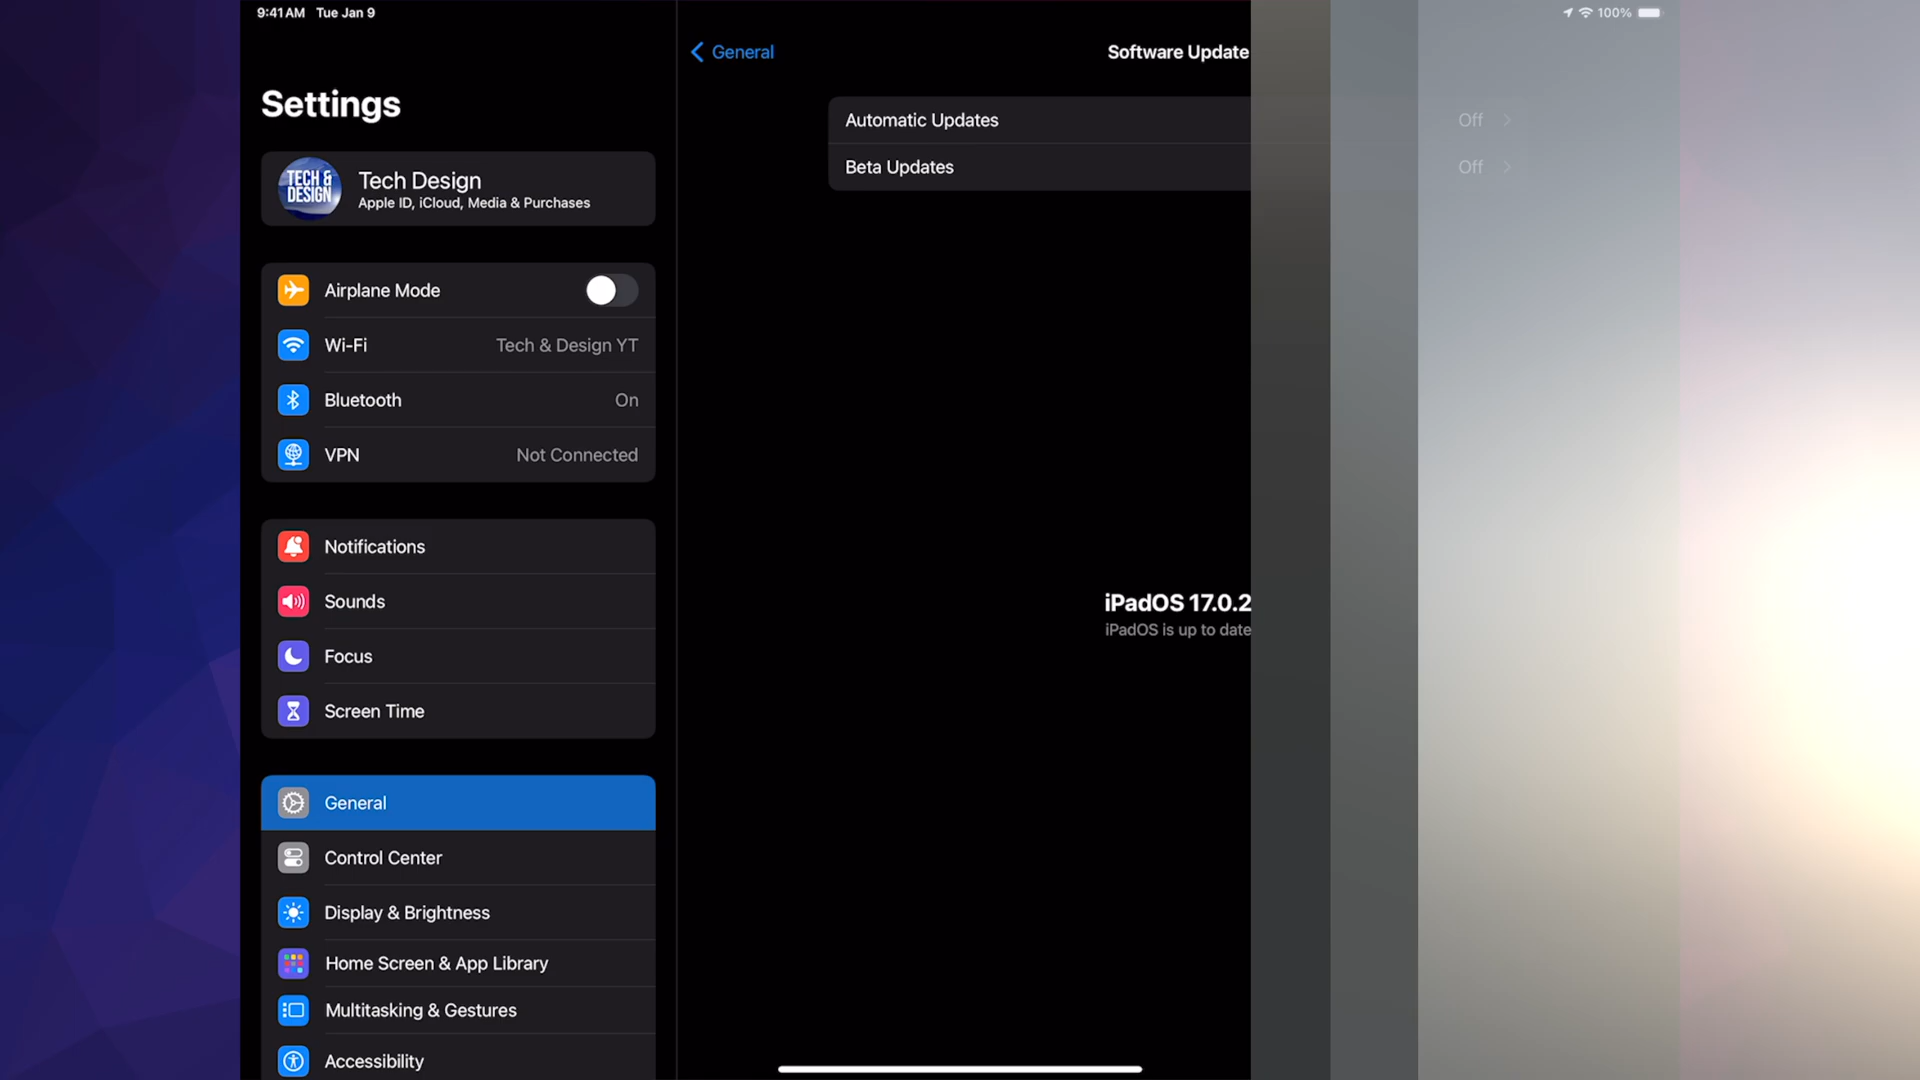 9:41 AM Tue Jan 9
100%
Settings
TECH &
DESIGN
Tech Design
Apple ID, iCloud, Media & Purchases
Airplane Mode
Wi-Fi Tech & Design YT
Bluetooth On
VPN Not Connected
Notifications
Sounds
Focus
Screen Time
General
Control Center
Display & Brightness
Home Screen & App Library
Multitasking & Gestures
Accessibility
General
Software Update
Automatic Updates Off
Beta Updates Off
iPadOS 17.0.2
iPadOS is up to date